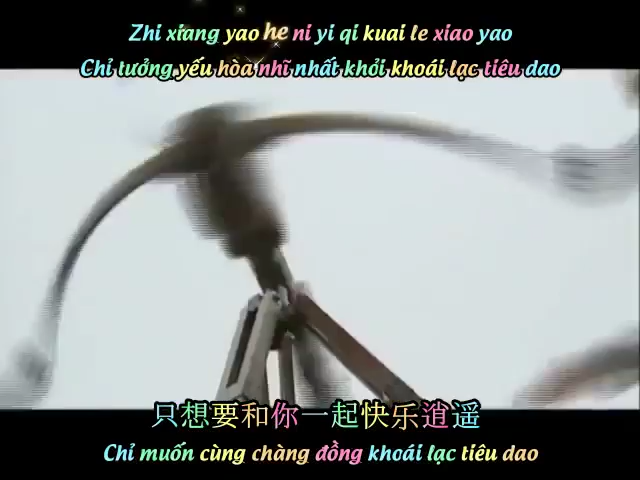 Zhi xiang yao he ni yi qi kuai le xiao yao
Chỉ tưởng yếu hòa nhĩ nhất khởi khoái lạc tiêu dao
只想要和你一起快乐逍遥
Chỉ muốn cùng chàng đồng khoái lạc tiêu dao